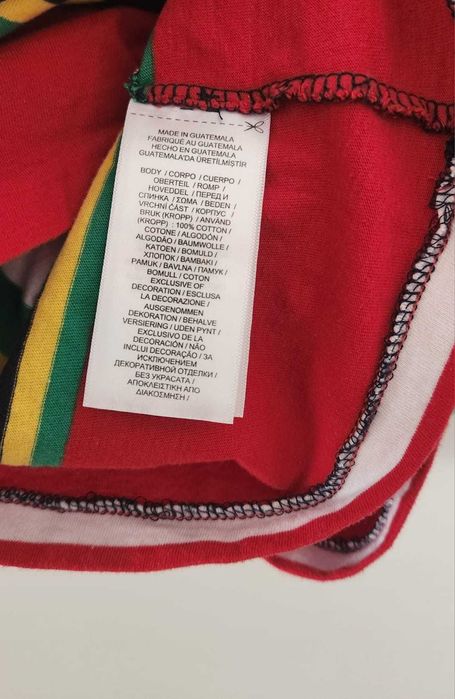 MADE IN GUATEMALA
FABRIQUÉ AU GUATEMALA
HECHO EN GUATEMALA
GUATEMALA'DA ÜRETİLMİŞTİR
BODY / CORPO / CUERPO /
OBERTEIL / ROMP /
HOVEDDEL / ПЕРЕД И
СПИНКА / ΣΩΜΑ / BEDEN /
VRCHNÍ ČÁST / КОРПУС /
BRUK (KROPP) / ANVÄND
(KROPP) : 100% COTTON /
COTONE / ALGODÓN /
ALGODÃO / BAUMWOLLE /
KATOEN / BOMULD /
ХЛОПОК / ΒΑΜΒΑΚΙ /
PAMUK / BAVLNA / ПАМУК /
BOMULL / COTON
EXCLUSIVE OF
DECORATION / ESCLUSA
LA DECORAZIONE /
AUSGENOMMEN
DEKORATION / BEHALVE
VERSIERING / UDEN PYNT /
EXCLUSIVO DE LA
DECORACIÓN / NÃO
INCLUI DECORAÇÃO / ЗА
ИСКЛЮЧЕНИЕМ
ДЕКОРАТИВНОЙ ОТДЕЛКИ /
БЕЗ УКРАСАТА /
ΑΠΟΚΛΕΙΣΤΙΚΗ ΑΠΟ
ΔΙΑΚΟΣΜΗΣΗ /